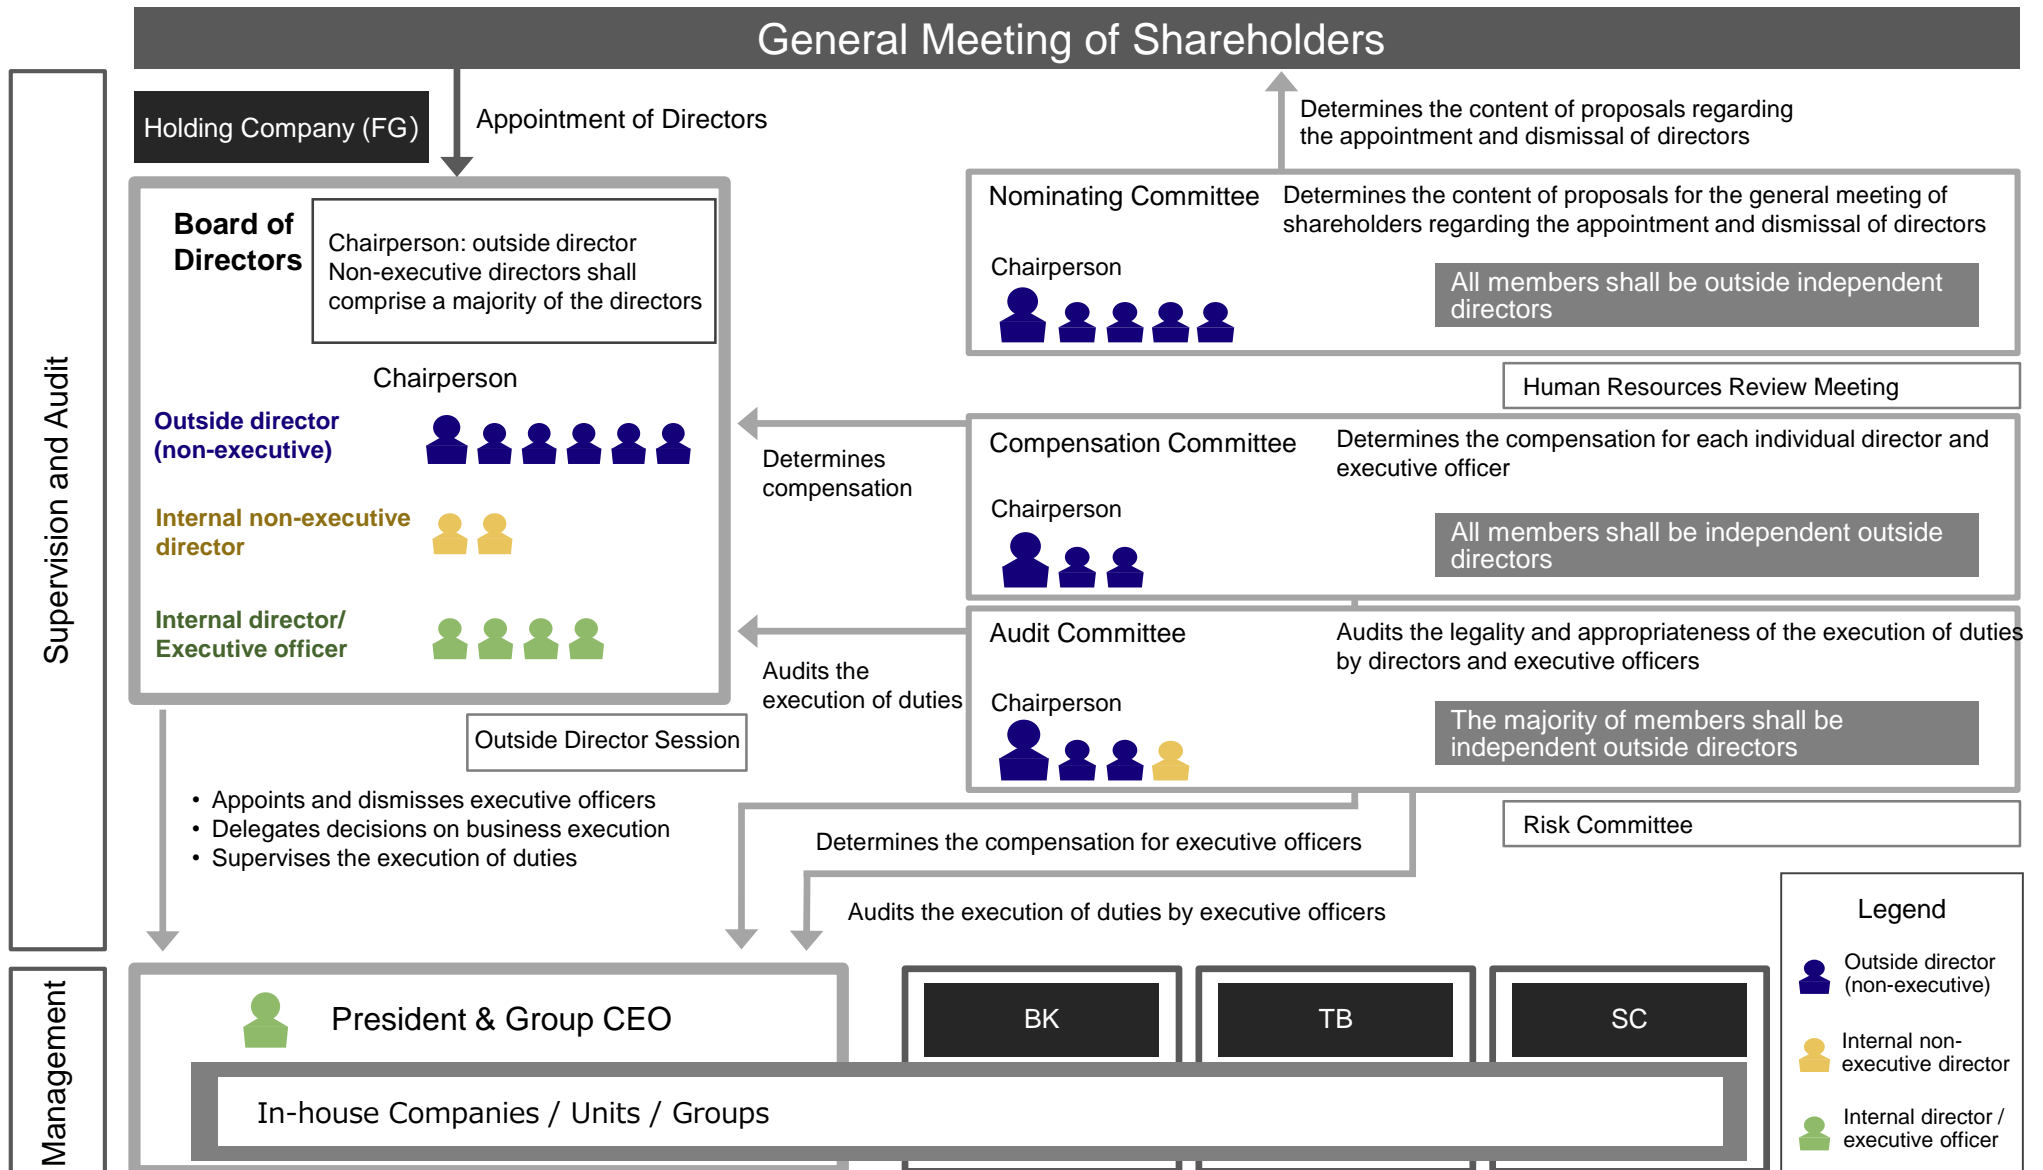 General Meeting of Shareholders
Supervision and Audit
Holding Company (FG)
Appointment of Directors
Determines the content of proposals regarding
the appointment and dismissal of directors
Board of
Directors
Chairperson: outside director
Non-executive directors shall
comprise a majority of the directors
Chairperson
Outside director
(non-executive)
Internal non-executive
director
Internal director/
Executive officer
Outside Director Session
Nominating Committee
Determines the content of proposals for the general meeting of
shareholders regarding the appointment and dismissal of directors
Chairperson
All members shall be outside independent
directors
Human Resources Review Meeting
Determines
compensation
Compensation Committee
Determines the compensation for each individual director and
executive officer
Chairperson
All members shall be independent outside
directors
Audits the
execution of duties
Audit Committee
Audits the legality and appropriateness of the execution of duties
by directors and executive officers
Chairperson
The majority of members shall be
independent outside directors
Risk Committee
• Appoints and dismisses executive officers
• Delegates decisions on business execution
• Supervises the execution of duties
Determines the compensation for executive officers
Audits the execution of duties by executive officers
Management
President & Group CEO
BK
TB
SC
In-house Companies / Units / Groups
Legend
Outside director
(non-executive)
Internal non-
executive director
Internal director /
executive officer